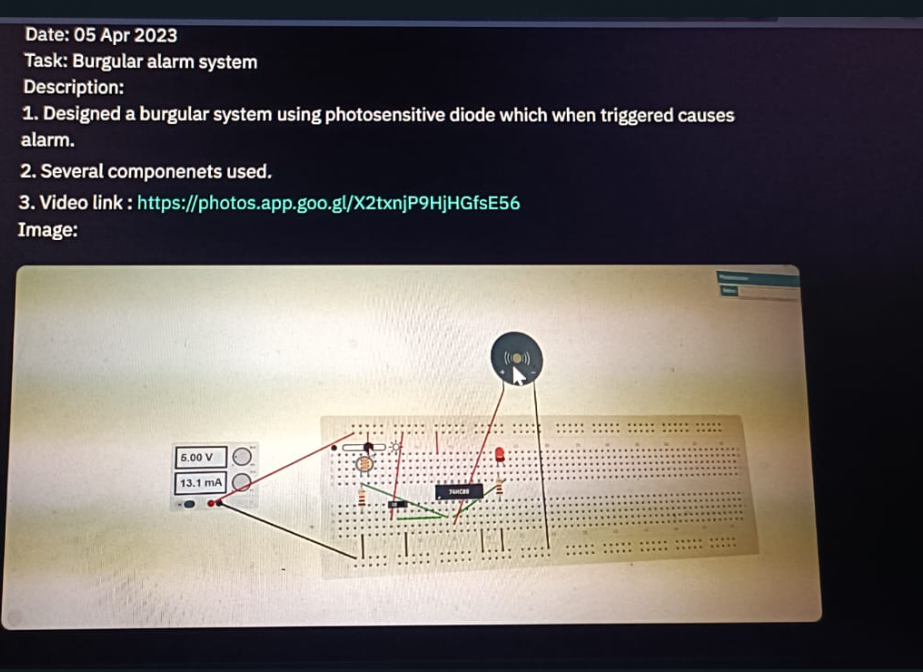 Date: 05 Apr 2023
Task: Burgular alarm system
Description:
1. Designed a burgular system using photosensitive diode which when triggered causes
alarm.
2. Several componenets used.
3. Video link : https://photos.app.goo.gl/X2txnjP9HjHGfsE56
Image:
5.00 V
13.1 mA